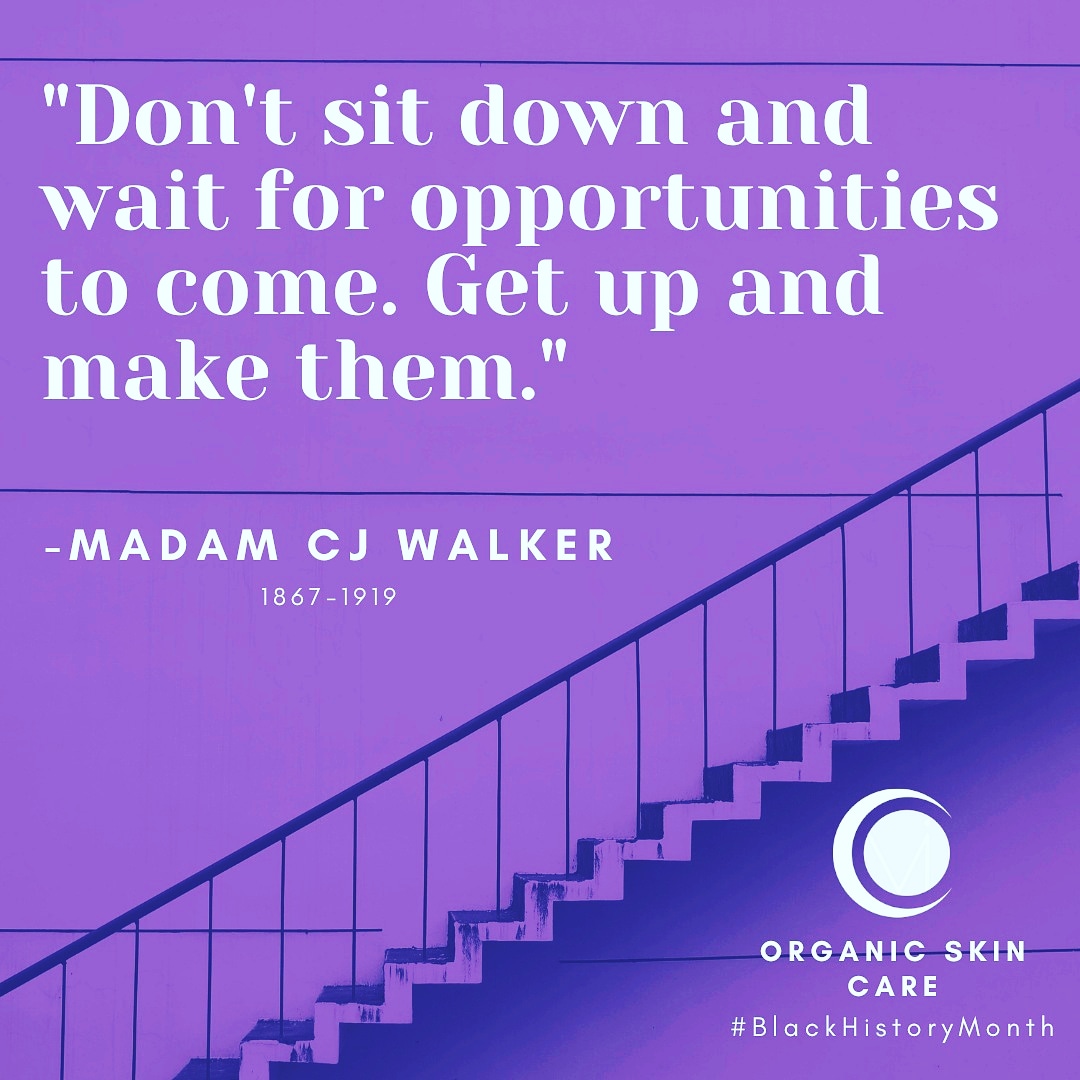 "Don't sit down and
wait for opportunities
to come. Get up and
make them."
-MADAM CJ WALKER
1867-1919
M
ORGANIC SKIN
CARE
#BlackHistoryMonth